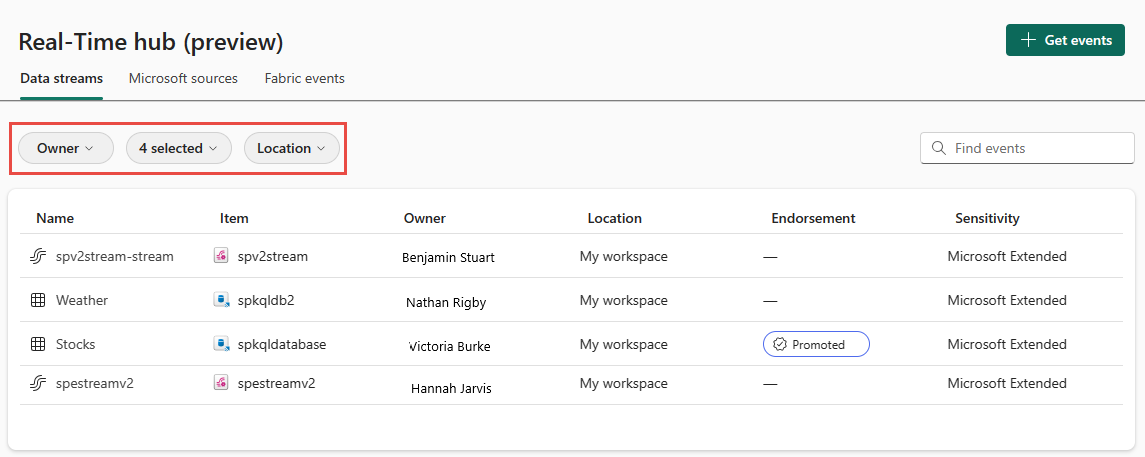 Real-Time hub (preview)
Get events
Data streams Microsoft sources Fabric events
Owner 4 selected Location
Find events
Name Item Owner Location Endorsement Sensitivity
spv2stream-stream spv2stream Benjamin Stuart My workspace — Microsoft Extended
Weather spkqldb2 Nathan Rigby My workspace — Microsoft Extended
Stocks spkqldatabase Victoria Burke My workspace Promoted Microsoft Extended
spestreamv2 spestreamv2 Hannah Jarvis My workspace — Microsoft Extended